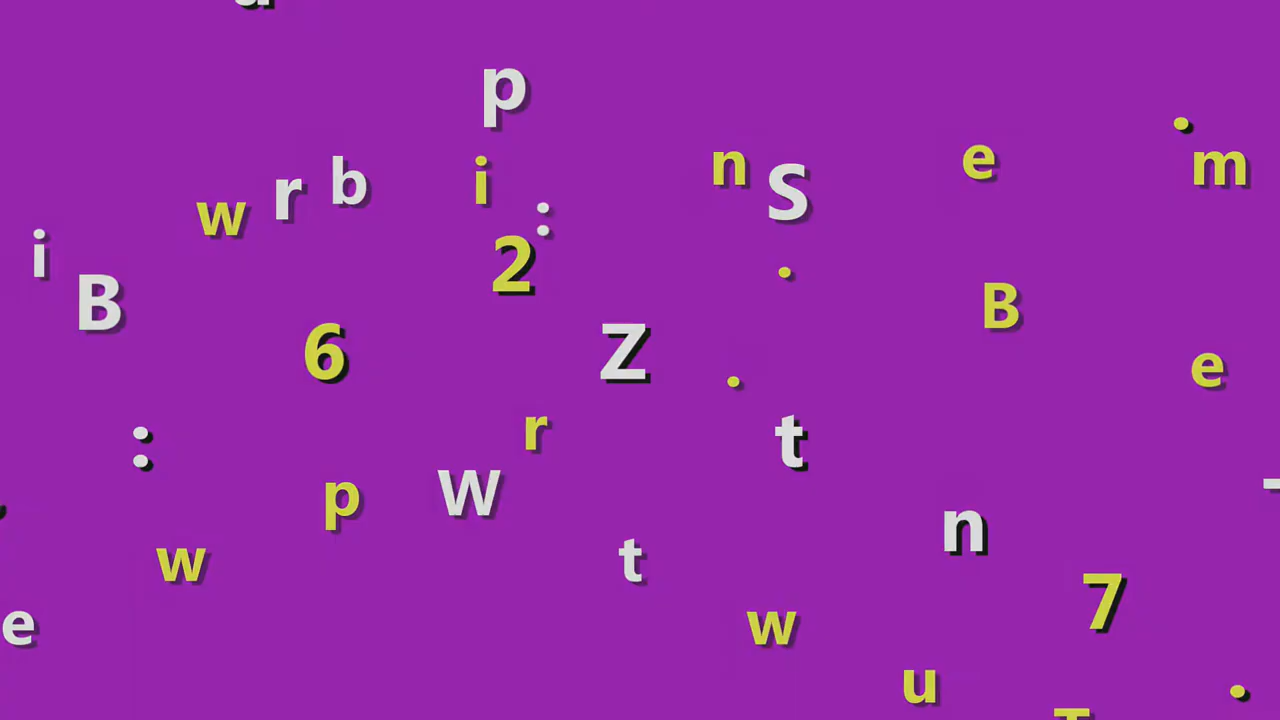 p
n S e .
w r b i : m
i B 2 . B
6 Z . e
: r t
p W n
w t 7
e w
u .